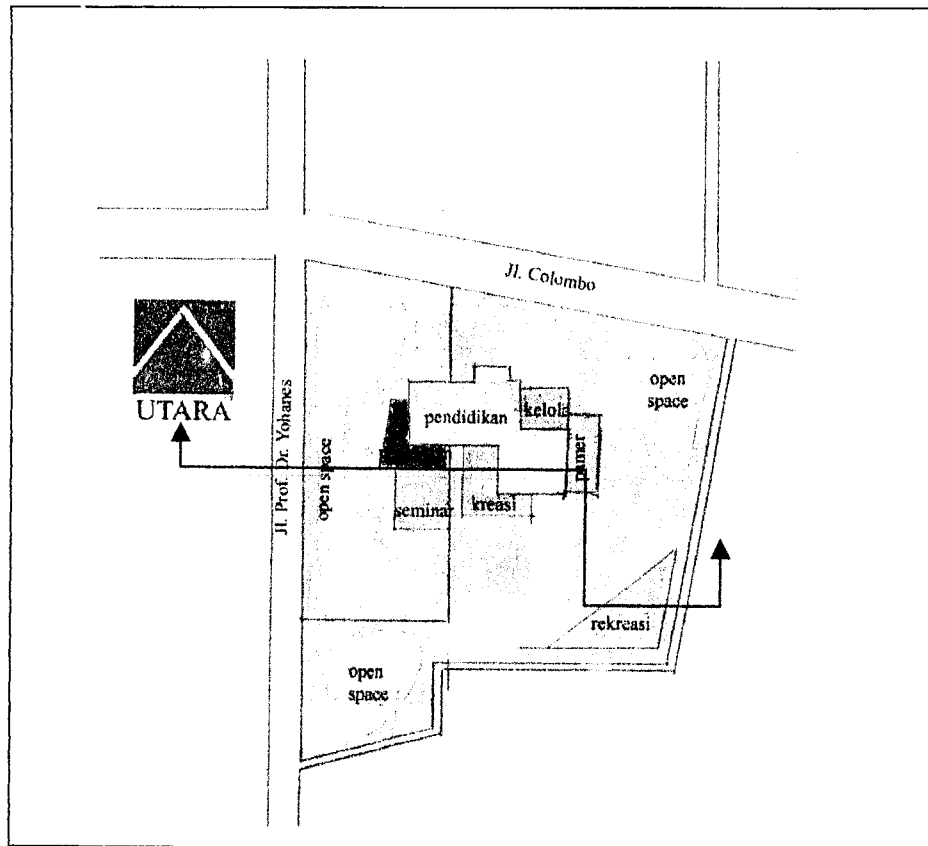 Jl. Colombo
UTARA
Jl. Prof. Dr. Yohanes
open space
pendidikan
kelola
pamer
open
space
seminar
kreasi
rekreasi
open
space